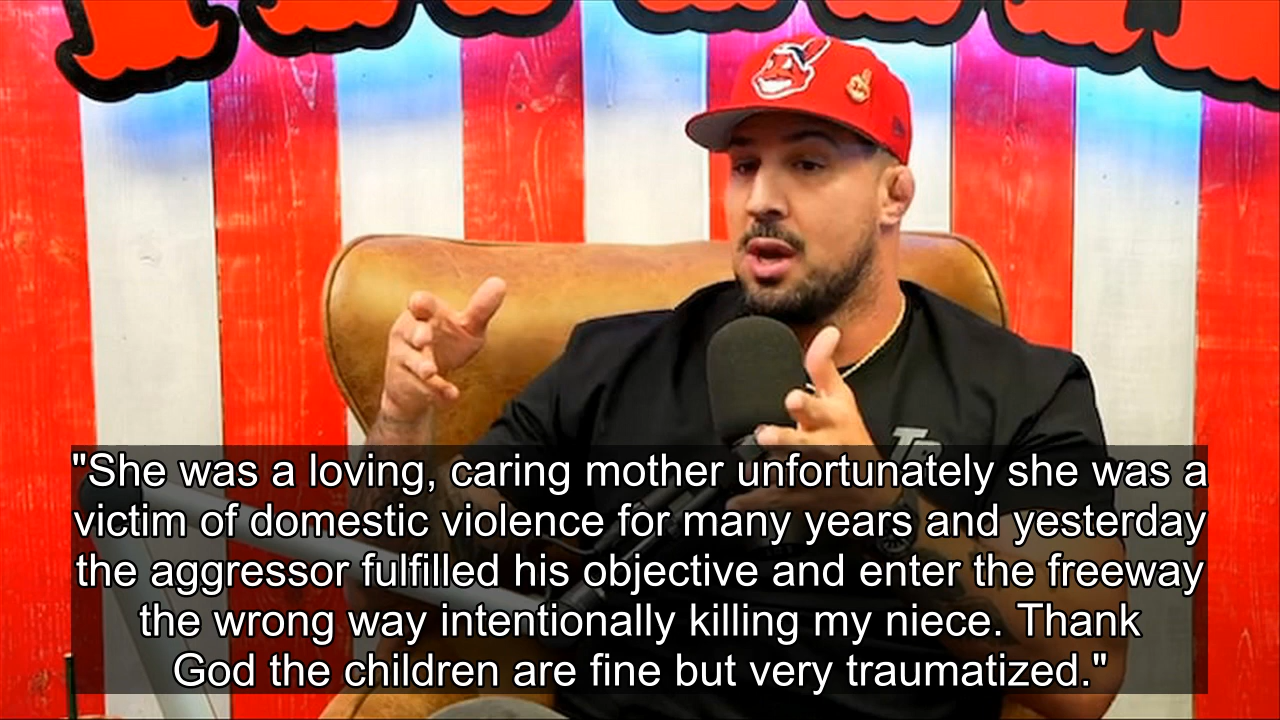 "She was a loving, caring mother unfortunately she was a
victim of domestic violence for many years and yesterday
the aggressor fulfilled his objective and enter the freeway
the wrong way intentionally killing my niece. Thank
God the children are fine but very traumatized."